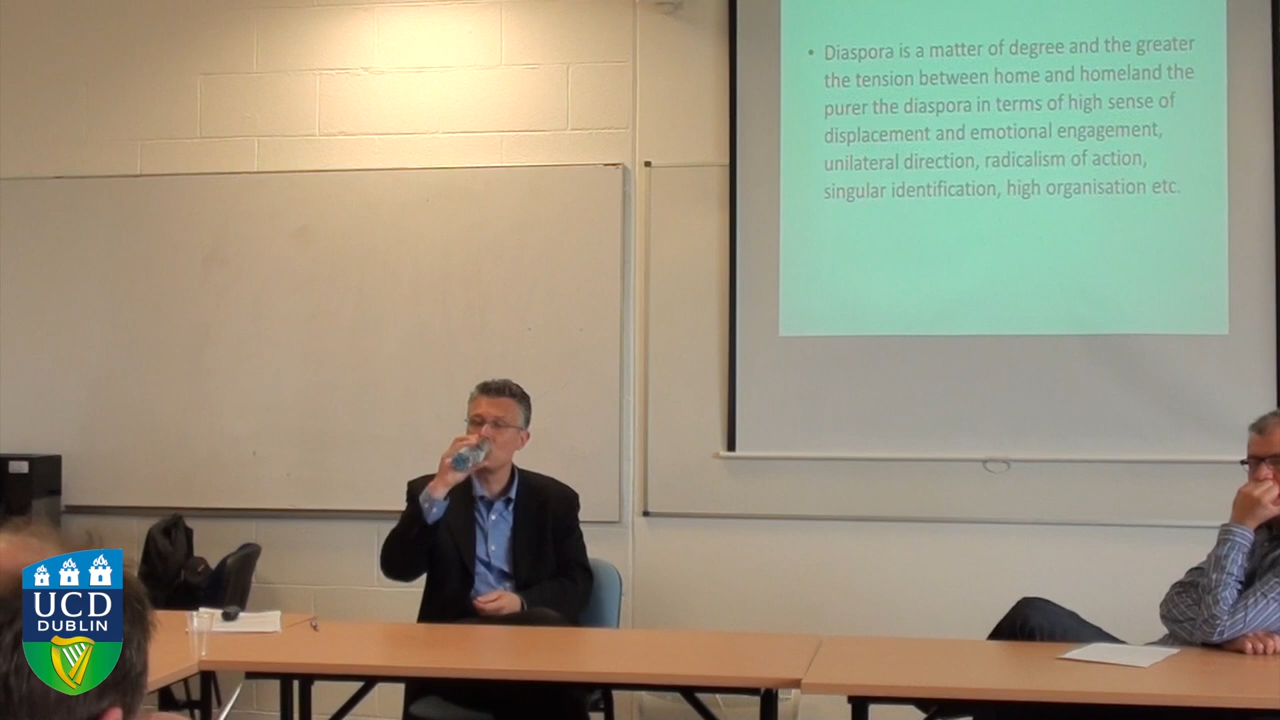 • Diaspora is a matter of degree and the greater
the tension between home and homeland the
purer the diaspora in terms of high sense of
displacement and emotional engagement,
unilateral direction, radicalism of action,
singular identification, high organisation etc.
UCD
DUBLIN